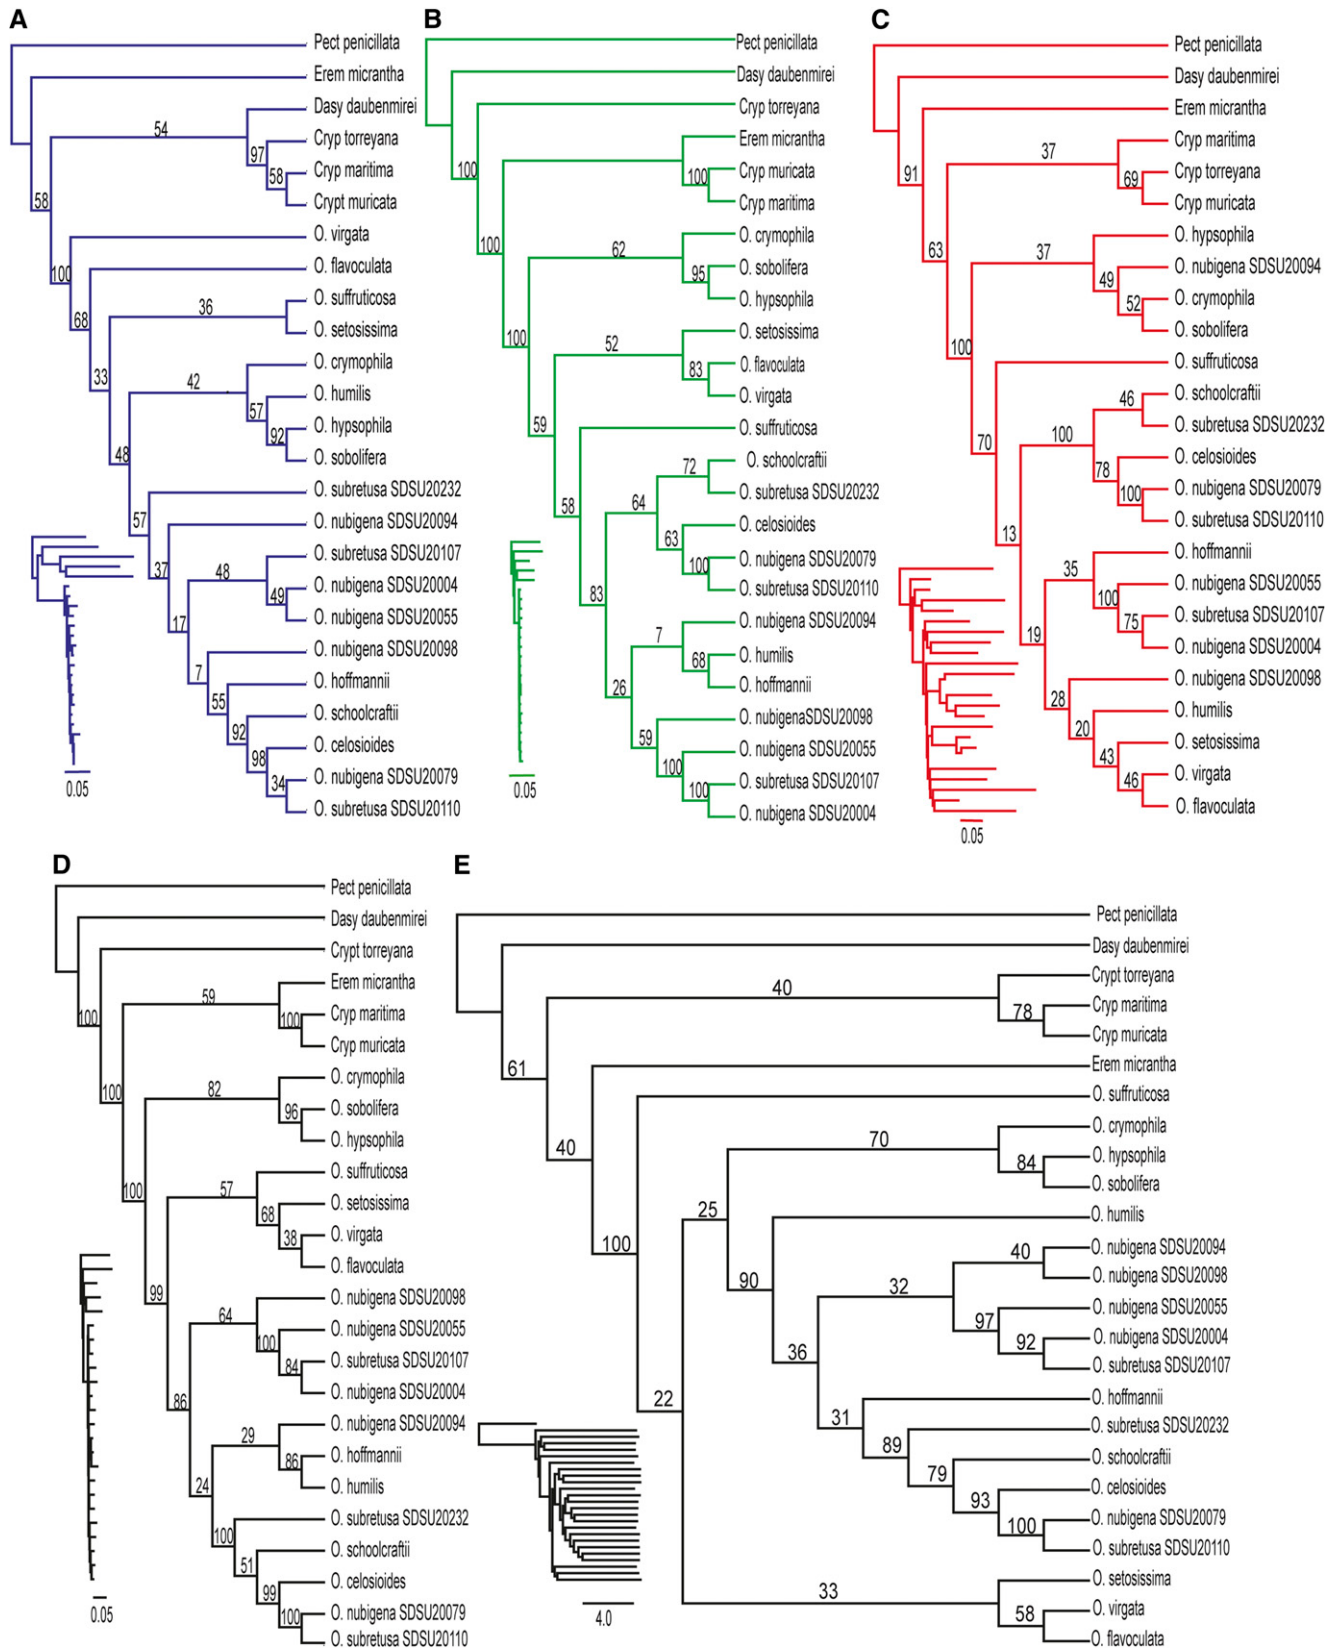 A
Pect penicillata
Erem micrantha
Dasy daubenmirei
54
Cryp torreyana
97
Cryp maritima
58
Crypt muricata
58
O. virgata
100
O. flavoculata
68
O. suffruticosa
36
O. setosissima
33
O. crymophila
42
O. humilis
57
O. hypsophila
92
O. sobolifera
48
O. subretusa SDSU20232
57
O. nubigena SDSU20094
37
O. subretusa SDSU20107
48
O. nubigena SDSU20004
49
O. nubigena SDSU20055
17
O. nubigena SDSU20098
7
O. hoffmannii
55
O. schoolcraftii
92
O. celosioides
98
O. nubigena SDSU20079
34
O. subretusa SDSU20110
0.05
B
Pect penicillata
Dasy daubenmirei
Cryp torreyana
100
Erem micrantha
Cryp muricata
100
Cryp maritima
100
O. crymophila
62
O. sobolifera
95
O. hypsophila
100
O. setosissima
52
O. flavoculata
83
O. virgata
59
O. suffruticosa
58
O. schoolcraftii
72
O. subretusa SDSU20232
64
O. celosioides
63
O. nubigena SDSU20079
100
O. subretusa SDSU20110
83
O. nubigena SDSU20094
7
O. humilis
68
O. hoffmannii
26
O. nubigenaSDSU20098
59
O. nubigena SDSU20055
100
O. subretusa SDSU20107
100
O. nubigena SDSU20004
0.05
C
Pect penicillata
Dasy daubenmirei
Erem micrantha
91
Cryp maritima
37
Cryp torreyana
69
Cryp muricata
63
O. hypsophila
37
O. nubigena SDSU20094
49
O. crymophila
52
O. sobolifera
100
O. suffruticosa
70
O. schoolcraftii
46
O. subretusa SDSU20232
100
O. celosioides
78
O. nubigena SDSU20079
100
O. subretusa SDSU20110
13
O. hoffmannii
35
O. nubigena SDSU20055
100
O. subretusa SDSU20107
75
O. nubigena SDSU20004
19
O. nubigena SDSU20098
28
O. humilis
20
O. setosissima
43
O. virgata
46
O. flavoculata
0.05
D
Pect penicillata
Dasy daubenmirei
Crypt torreyana
100
Erem micrantha
59
Cryp maritima
100
Cryp muricata
100
O. crymophila
82
O. sobolifera
96
O. hypsophila
100
O. suffruticosa
57
O. setosissima
68
O. virgata
38
O. flavoculata
99
O. nubigena SDSU20098
64
O. nubigena SDSU20055
100
O. subretusa SDSU20107
84
O. nubigena SDSU20004
86
O. nubigena SDSU20094
29
O. hoffmannii
86
O. humilis
24
O. subretusa SDSU20232
100
O. schoolcraftii
51
O. celosioides
99
O. nubigena SDSU20079
100
O. subretusa SDSU20110
0.05
E
Pect penicillata
Dasy daubenmirei
Crypt torreyana
40
Cryp maritima
78
Cryp muricata
61
Erem micrantha
40
O. suffruticosa
100
O. crymophila
70
O. hypsophila
84
O. sobolifera
25
O. humilis
90
O. nubigena SDSU20094
40
O. nubigena SDSU20098
32
O. nubigena SDSU20055
97
O. nubigena SDSU20004
92
O. subretusa SDSU20107
36
O. hoffmannii
31
O. subretusa SDSU20232
89
O. schoolcraftii
79
O. celosioides
93
O. nubigena SDSU20079
100
O. subretusa SDSU20110
22
O. setosissima
33
O. virgata
58
O. flavoculata
4.0